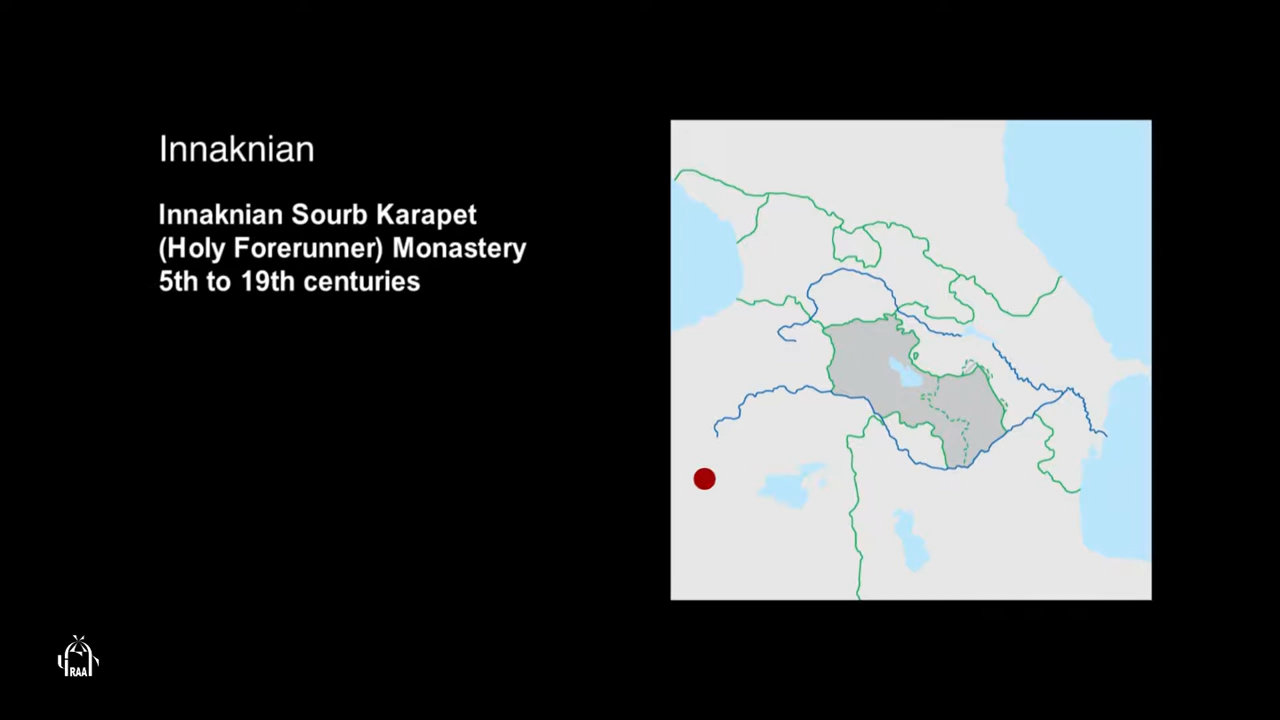 Innaknian
Innaknian Sourb Karapet
(Holy Forerunner) Monastery
5th to 19th centuries
RAA